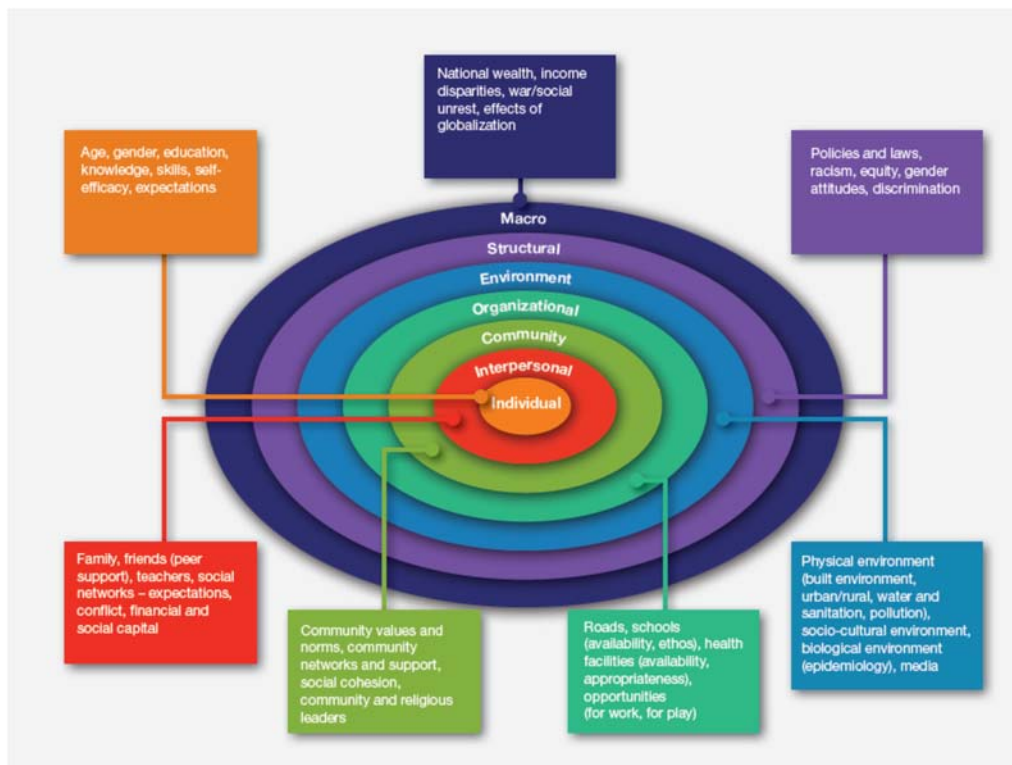 National wealth, income
disparities, war/social
unrest, effects of
globalization
Age, gender, education,
knowledge, skills, self-
efficacy, expectations
Policies and laws,
racism, equity, gender
attitudes, discrimination
Macro
Structural
Environment
Organizational
Community
Interpersonal
Individual
Family, friends (peer
support), teachers, social
networks – expectations,
conflict, financial and
social capital
Community values and
norms, community
networks and support,
social cohesion,
community and religious
leaders
Roads, schools
(availability, ethos), health
facilities (availability,
appropriateness),
opportunities
(for work, for play)
Physical environment
(built environment,
urban/rural, water and
sanitation, pollution),
socio-cultural environment,
biological environment
(epidemiology), media